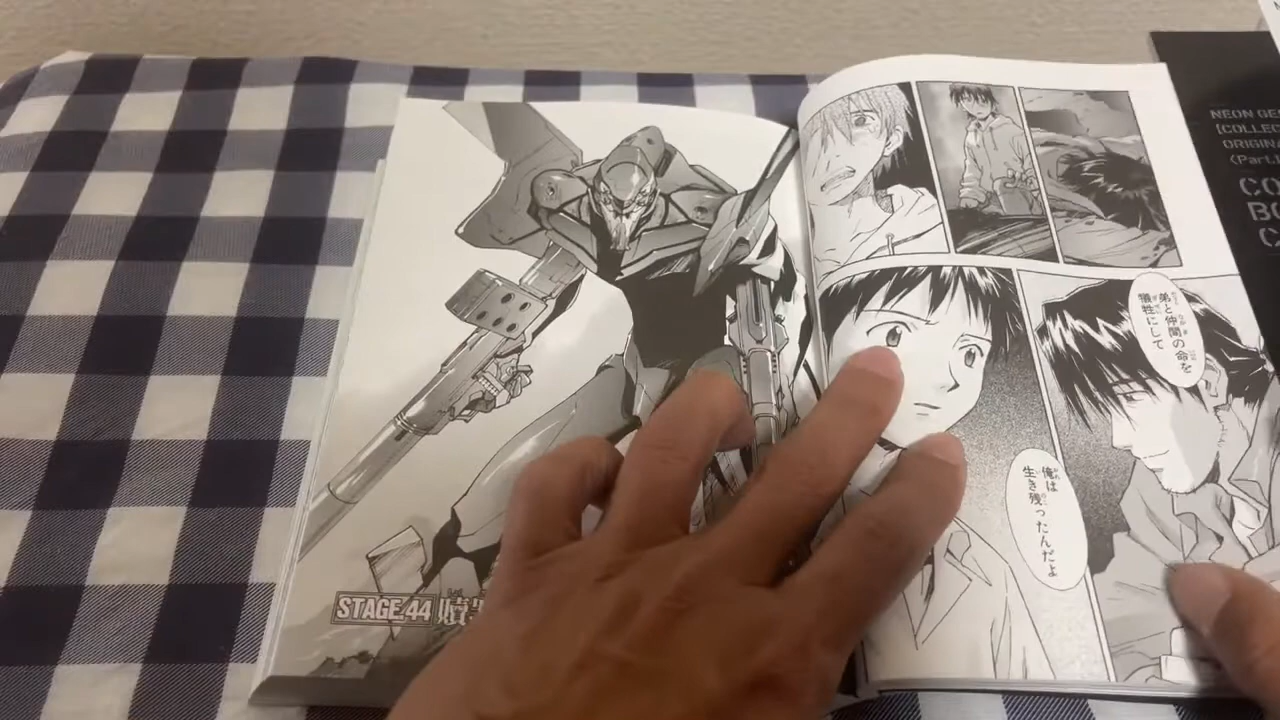 弟と仲間の命を
犠牲にして
俺は
生き残ったんだよ
STAGE.44 贖
NEON GE
[COLLEC
ORIGINA
<Part.
CO
BO
C